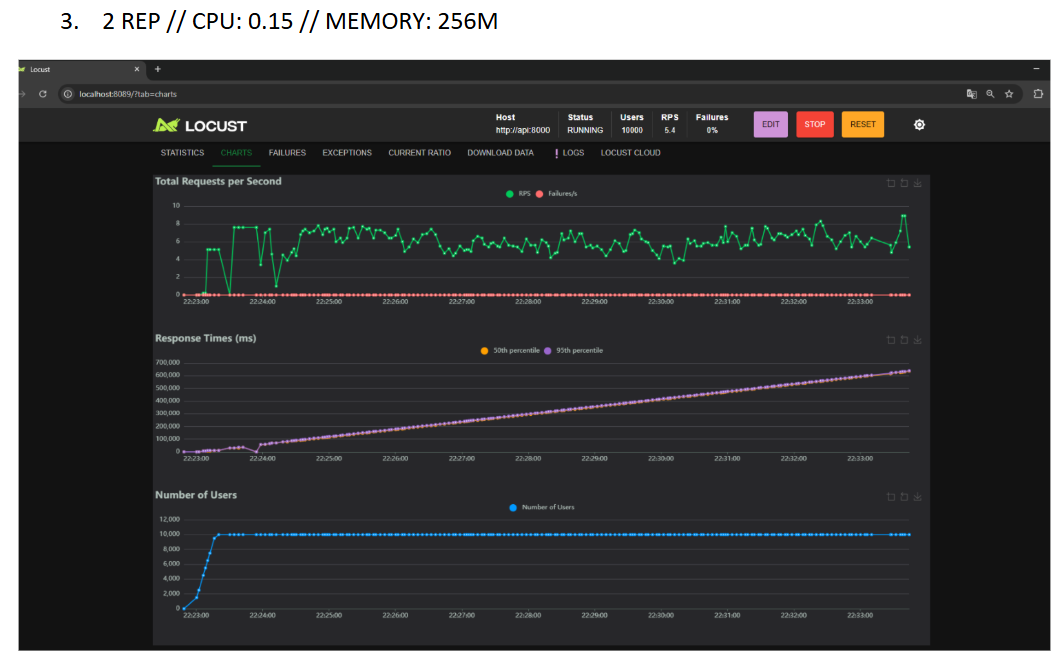 3. 2 REP // CPU: 0.15 // MEMORY: 256M
Locust
localhost:8089/?tab=charts
LOCUST
Host
http://api:8000
Status
RUNNING
Users
10000
RPS
5.4
Failures
0%
EDIT
STOP
RESET
STATISTICS CHARTS FAILURES EXCEPTIONS CURRENT RATIO DOWNLOAD DATA ! LOGS LOCUST CLOUD
Total Requests per Second
RPS Failures/s
10
8
6
4
2
0
22:23:00 22:24:00 22:25:00 22:26:00 22:27:00 22:28:00 22:29:00 22:30:00 22:31:00 22:32:00 22:33:00
Response Times (ms)
50th percentile 95th percentile
700,000
600,000
500,000
400,000
300,000
200,000
100,000
0
22:23:00 22:24:00 22:25:00 22:26:00 22:27:00 22:28:00 22:29:00 22:30:00 22:31:00 22:32:00 22:33:00
Number of Users
Number of Users
12,000
10,000
8,000
6,000
4,000
2,000
0
22:23:00 22:24:00 22:25:00 22:26:00 22:27:00 22:28:00 22:29:00 22:30:00 22:31:00 22:32:00 22:33:00